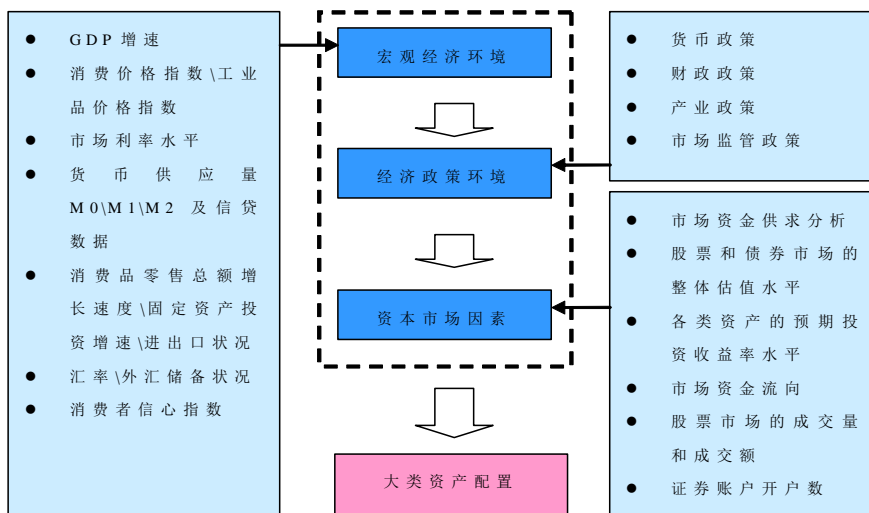 GDP 增速
消费价格指数\工业
品价格指数
市场利率水平
货币供应量
M0\M1\M2 及信贷
数据
消费品零售总额增
长速度\固定资产投
资增速\进出口状况
汇率\外汇储备状况
消费者信心指数
宏观经济环境
经济政策环境
资本市场因素
大类资产配置
货币政策
财政政策
产业政策
市场监管政策
市场资金供求分析
股票和债券市场的
整体估值水平
各类资产的预期投
资收益率水平
市场资金流向
股票市场的成交量
和成交额
证券账户开户数